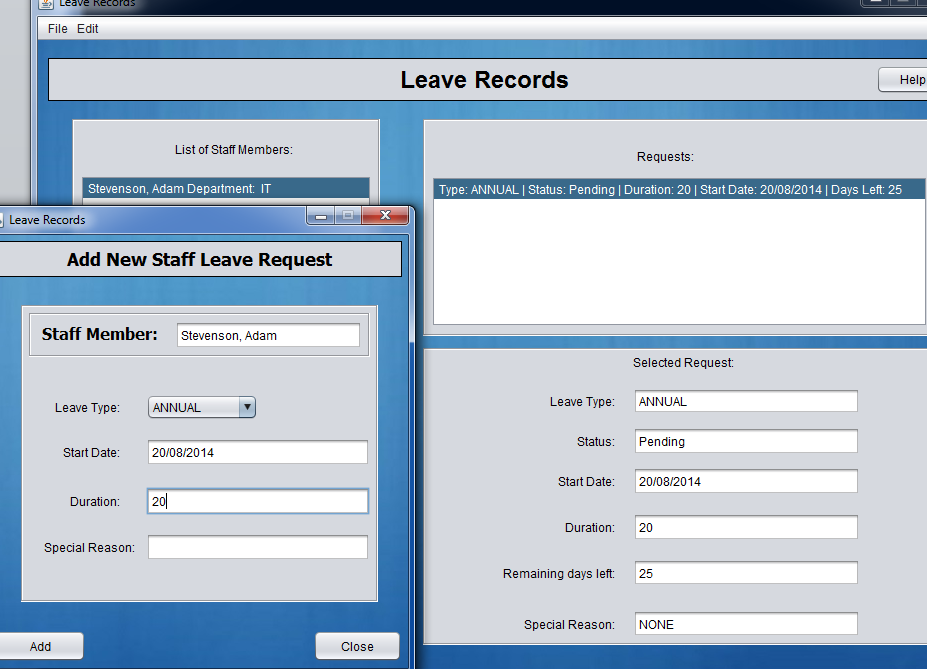 Leave Records
File Edit
Leave Records
Help
List of Staff Members:
Stevenson, Adam Department: IT
Requests:
Type: ANNUAL | Status: Pending | Duration: 20 | Start Date: 20/08/2014 | Days Left: 25
Leave Records
Add New Staff Leave Request
Staff Member: Stevenson, Adam
Leave Type: ANNUAL
Start Date: 20/08/2014
Duration: 20
Special Reason:
Add Close
Selected Request:
Leave Type: ANNUAL
Status: Pending
Start Date: 20/08/2014
Duration: 20
Remaining days left: 25
Special Reason: NONE